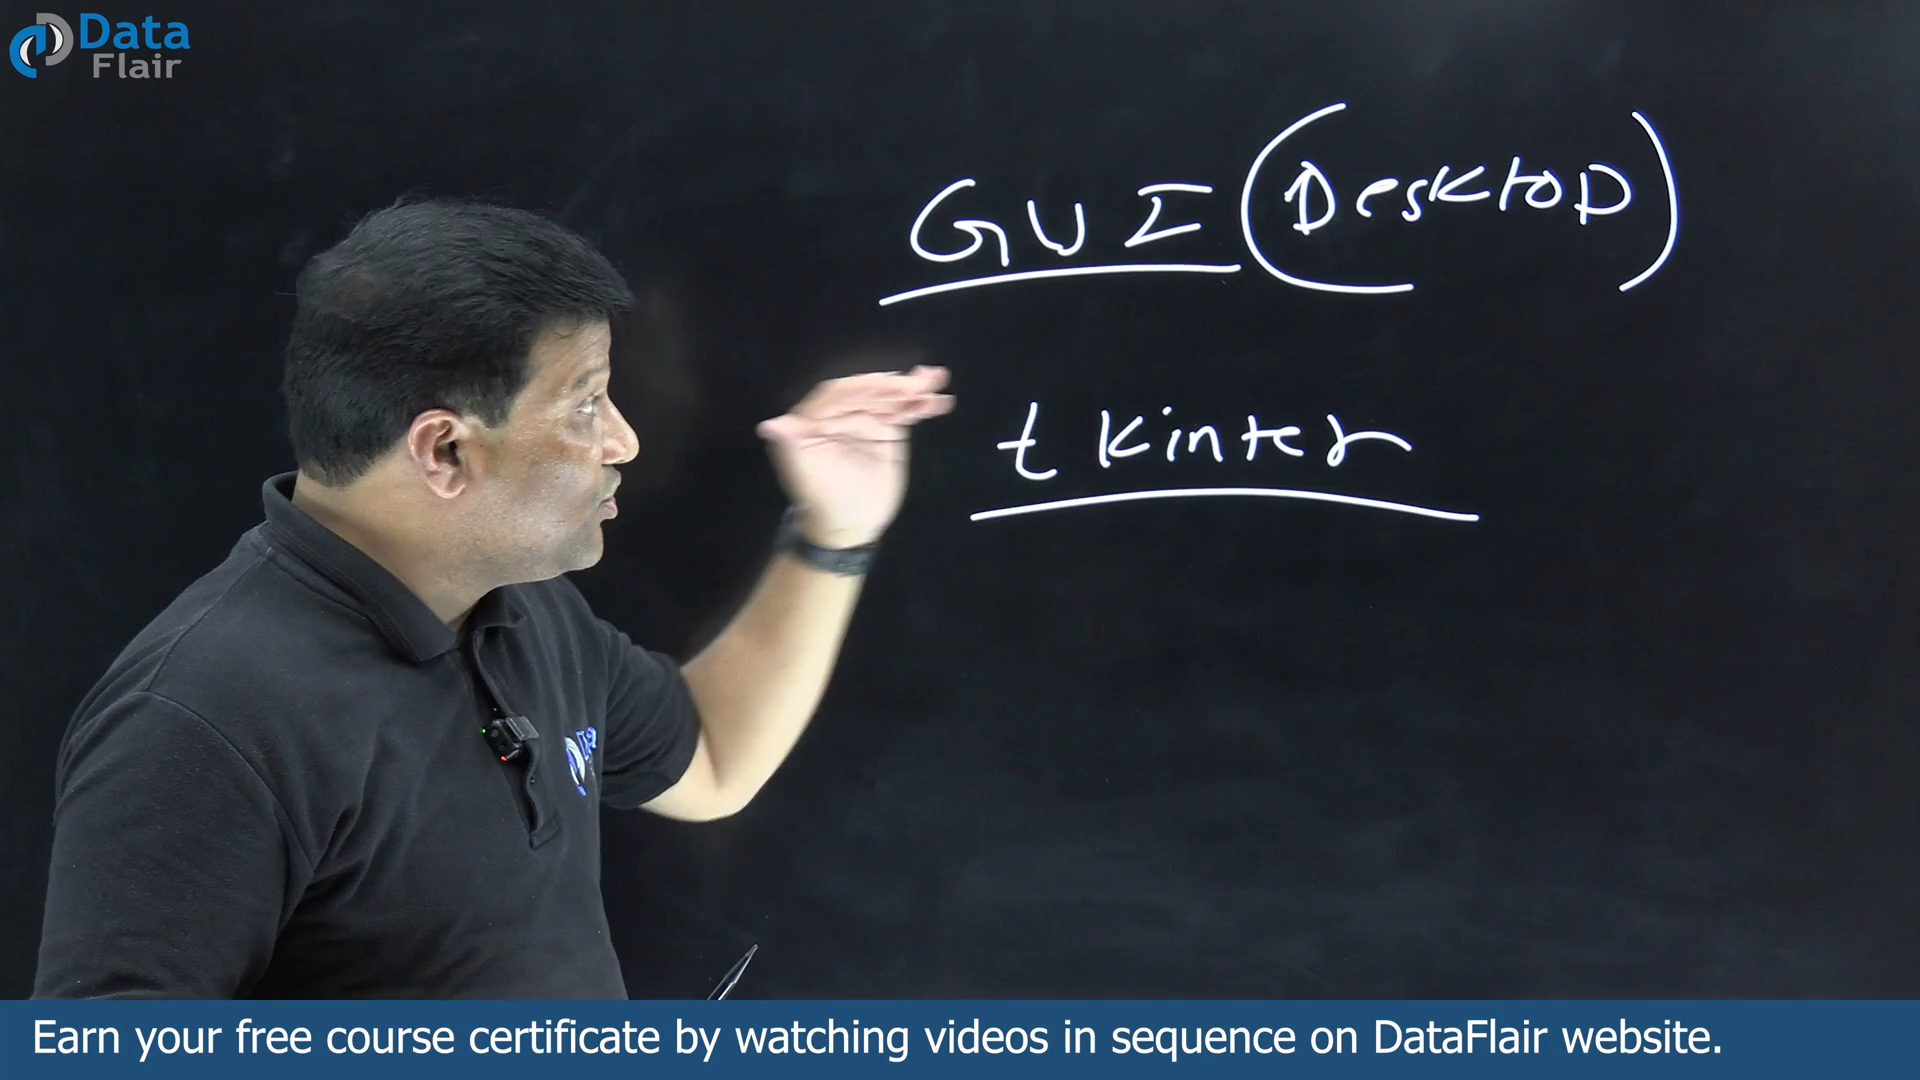 Data
Flair
GUI (Desktop)
tkinter
Earn your free course certificate by watching videos in sequence on DataFlair website.